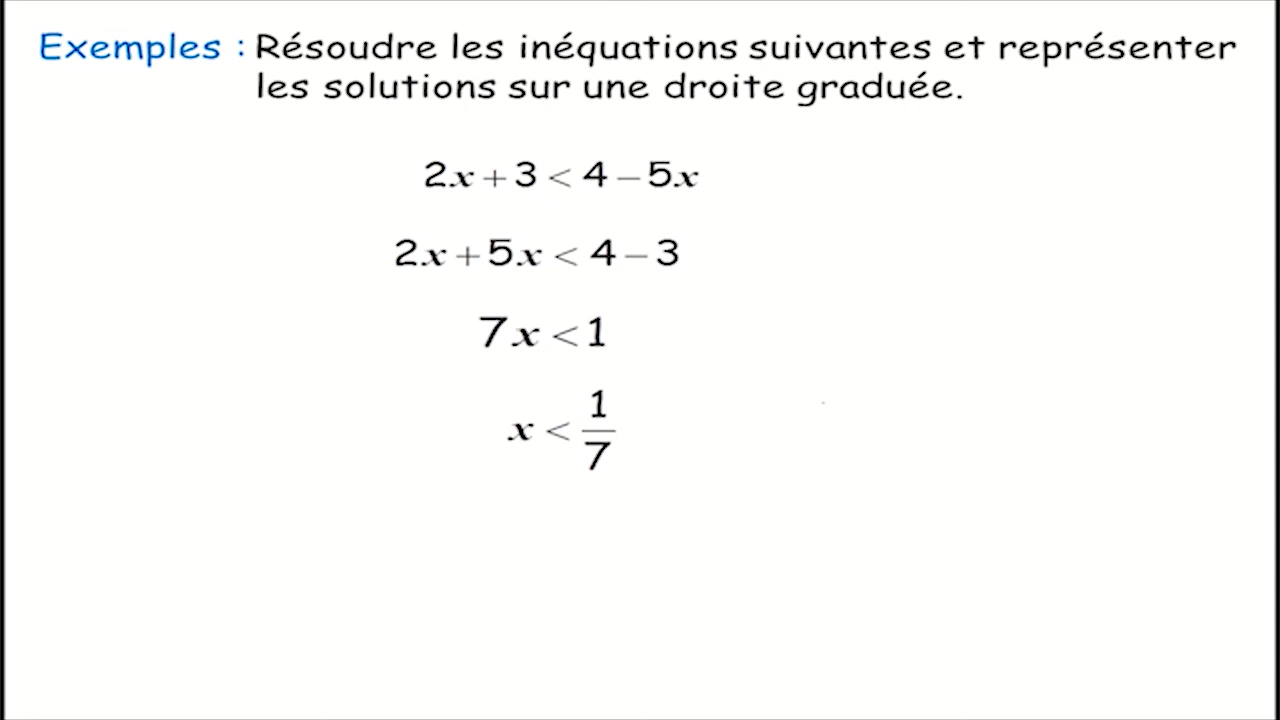 Exemples : Résoudre les inéquations suivantes et représenter
les solutions sur une droite graduée.
2x + 3 < 4 − 5x
2x + 5x < 4 − 3
7x < 1
x < 1/7